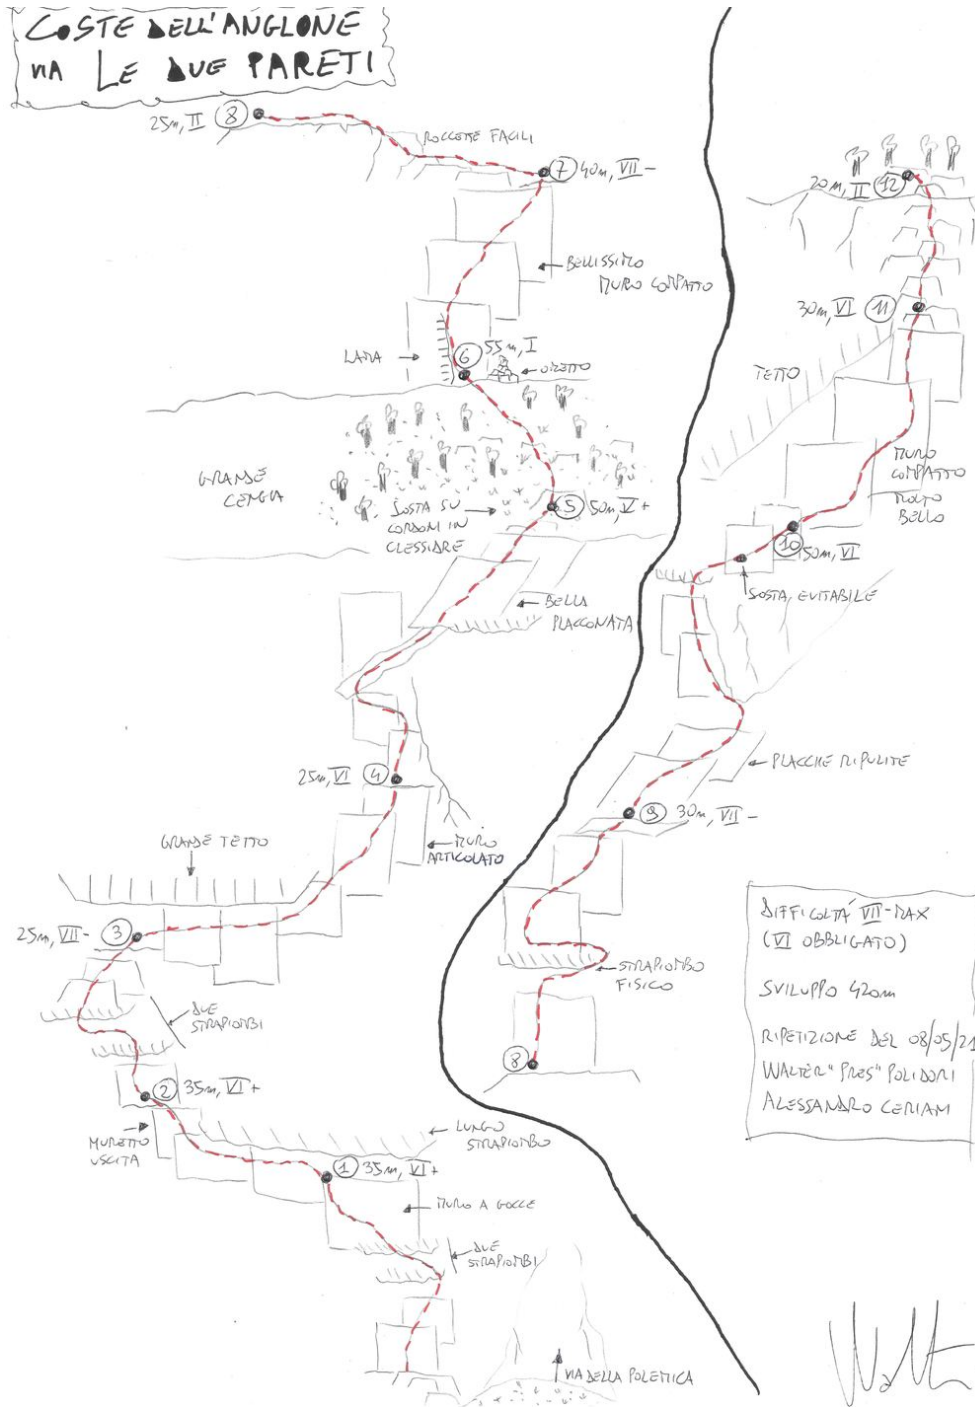 COSTE DELL'ANGLONE
VIA LE DUE PARETI
25m, II 8
ROCCETTE FACILI
7 40m, VII-
BELLISSIMO
MURO COMPATTO
LAMA
6 55m, I
OMETTO
GRANDE
CENGIA
SOSTA SU
CORDONI IN
CLESSIDRE
5 50m, V+
BELLA
PLACCONATA
25m, VI 4
MURO
ARTICOLATO
GRANDE TETTO
25m, VII- 3
DUE
STRAPIOMBI
2 35m, VI+
MURETTO
USCITA
LUNGO
STRAPIOMBO
1 35m, VI+
MURO A GOCCE
DUE
STRAPIOMBI
VIA DELLA POLEMICA
20m, II 12
30m, VI 11
TETTO
MURO
COMPATTO
MOLTO
BELLO
10 50m, VI
SOSTA EVITABILE
PLACCHE RIPULITE
9 30m, VII-
STRAPIOMBO
FISICO
8
DIFFICOLTÁ VII- MAX
(VI OBBLIGATO)
SVILUPPO 420m
RIPETIZIONE DEL 08/05/21
WALTER "PRES" POLIDORI
ALESSANDRO CERIANI